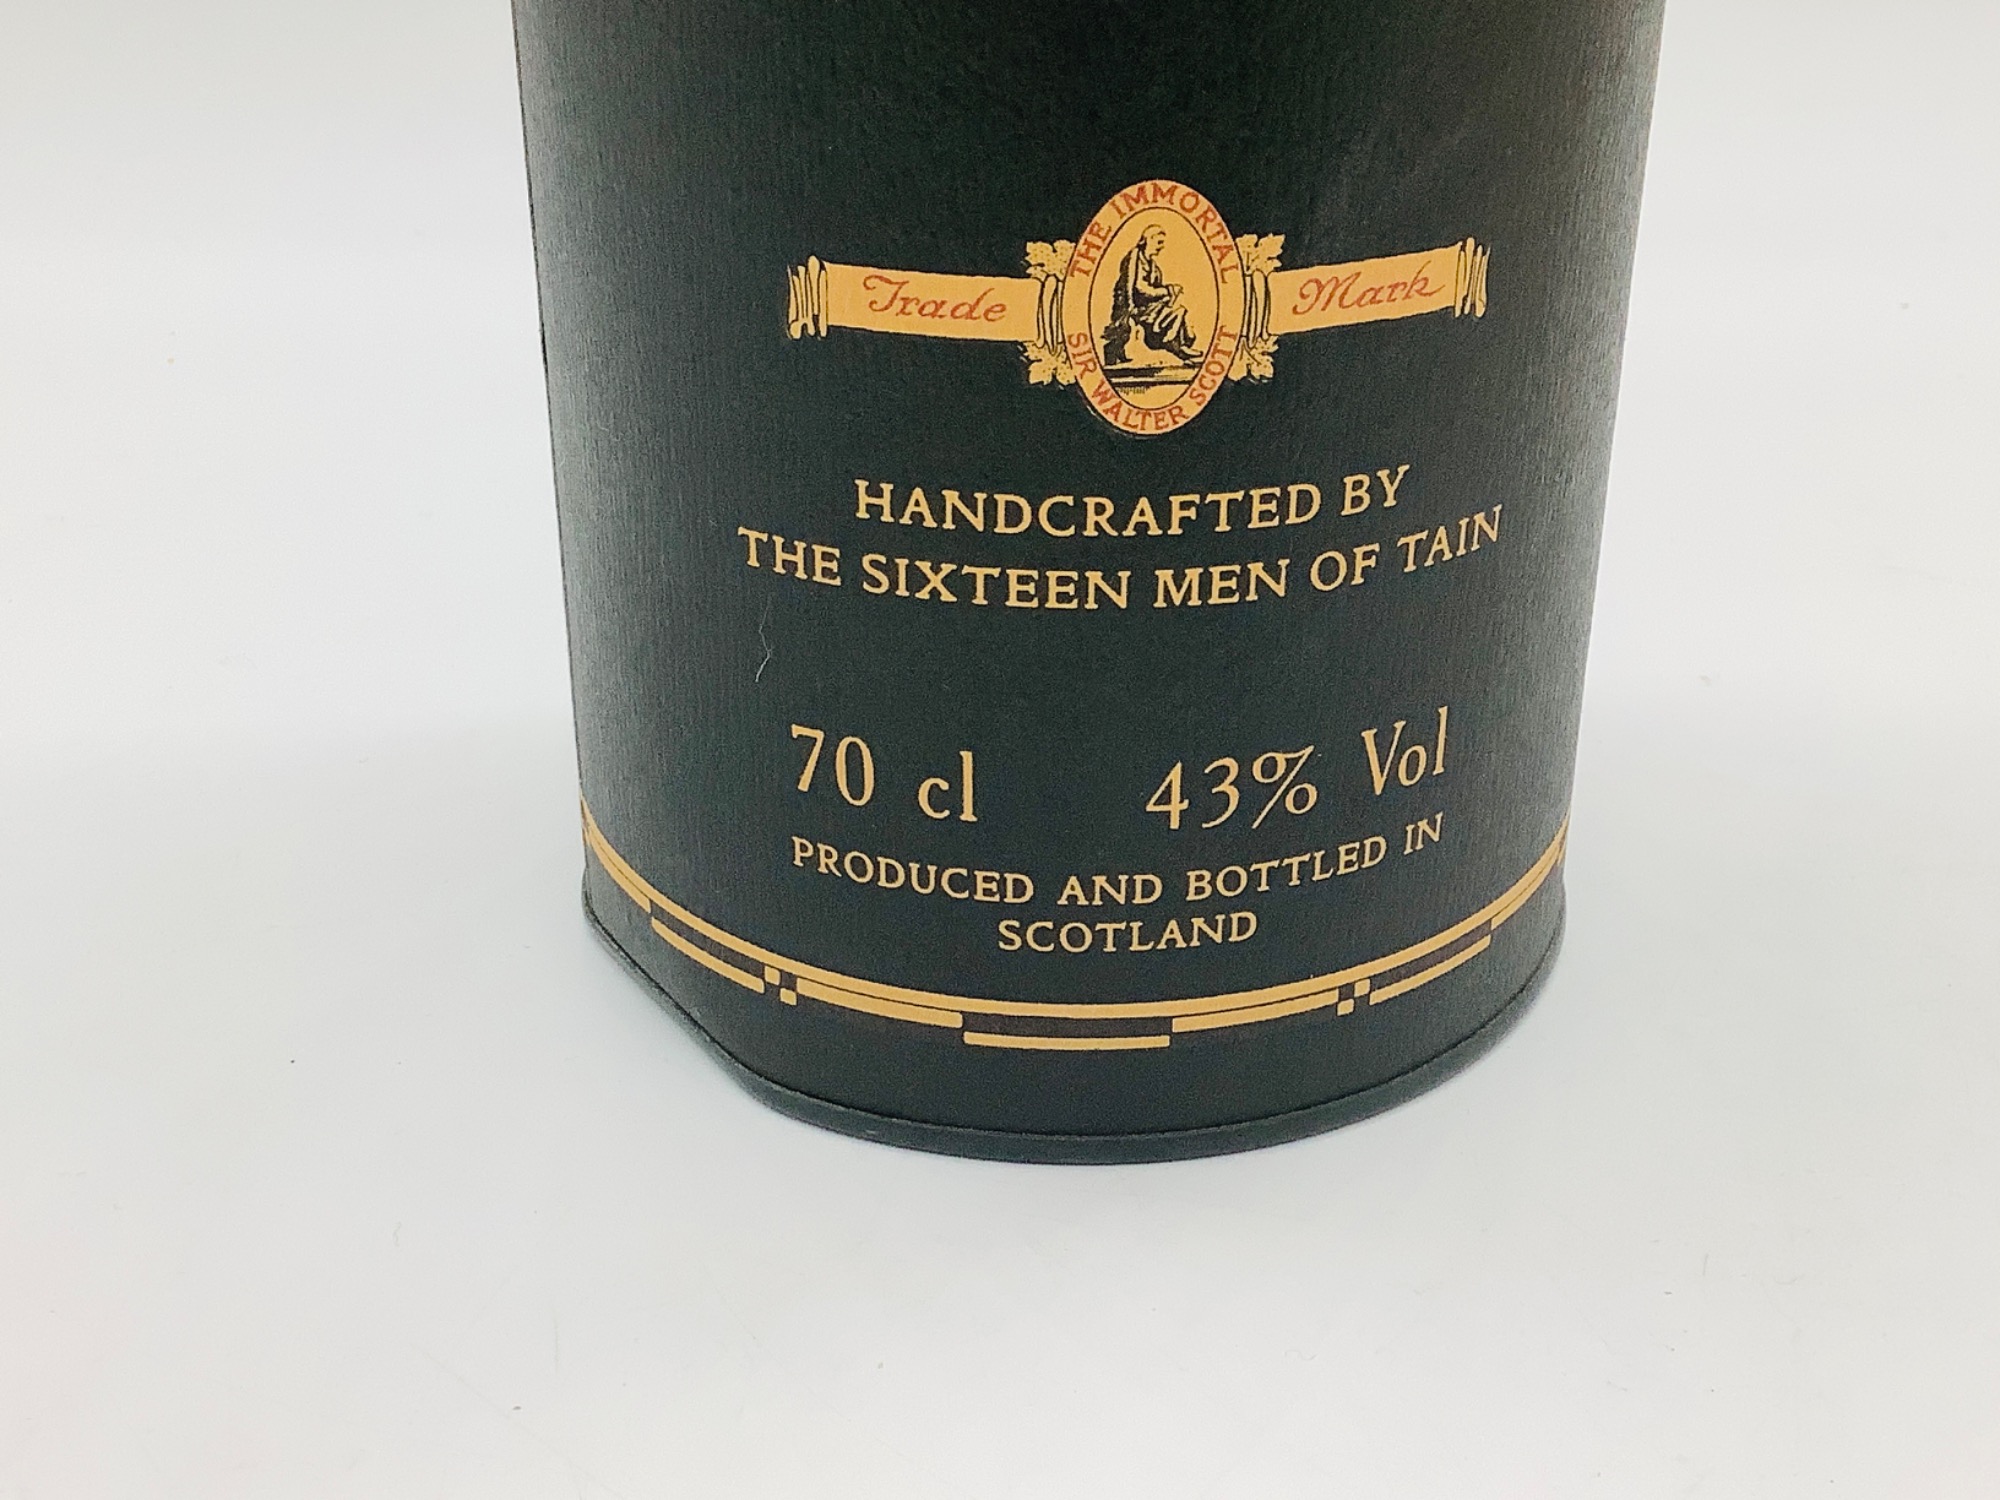 THE IMMORTAL
Trade Mark
SIR WALTER SCOTT
HANDCRAFTED BY
THE SIXTEEN MEN OF TAIN
70 cl 43% Vol
PRODUCED AND BOTTLED IN
SCOTLAND